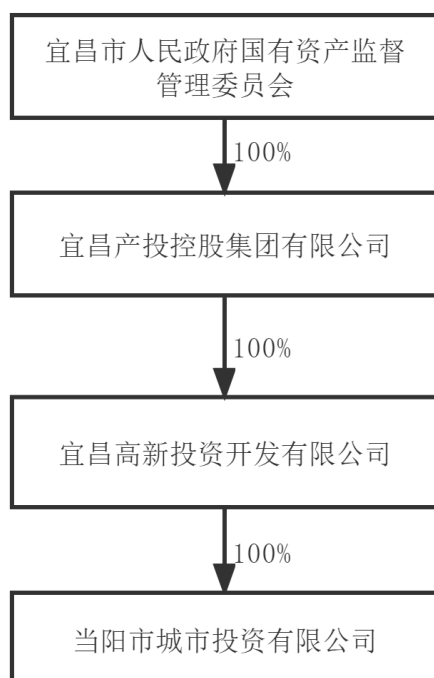 宜昌市人民政府国有资产监督
管理委员会
100%
宜昌产投控股集团有限公司
100%
宜昌高新投资开发有限公司
100%
当阳市城市投资有限公司